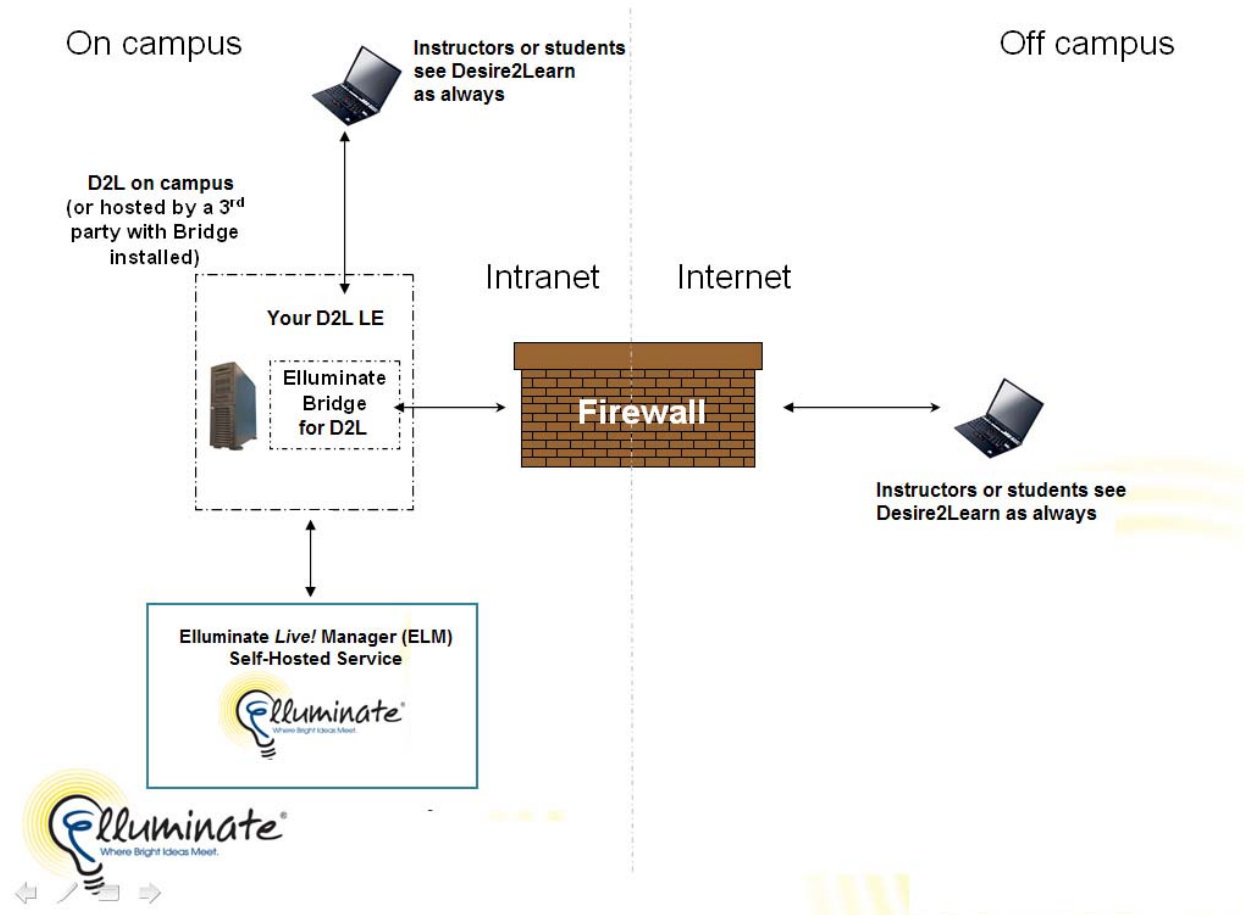 On campus
Off campus
Instructors or students
see Desire2Learn
as always
D2L on campus
(or hosted by a 3rd
party with Bridge
installed)
Intranet
Internet
Your D2L LE
Elluminate
Bridge
for D2L
Firewall
Instructors or students see
Desire2Learn as always
Elluminate Live! Manager (ELM)
Self-Hosted Service
elluminate®
Where Bright Ideas Meet.
elluminate®
Where Bright Ideas Meet.